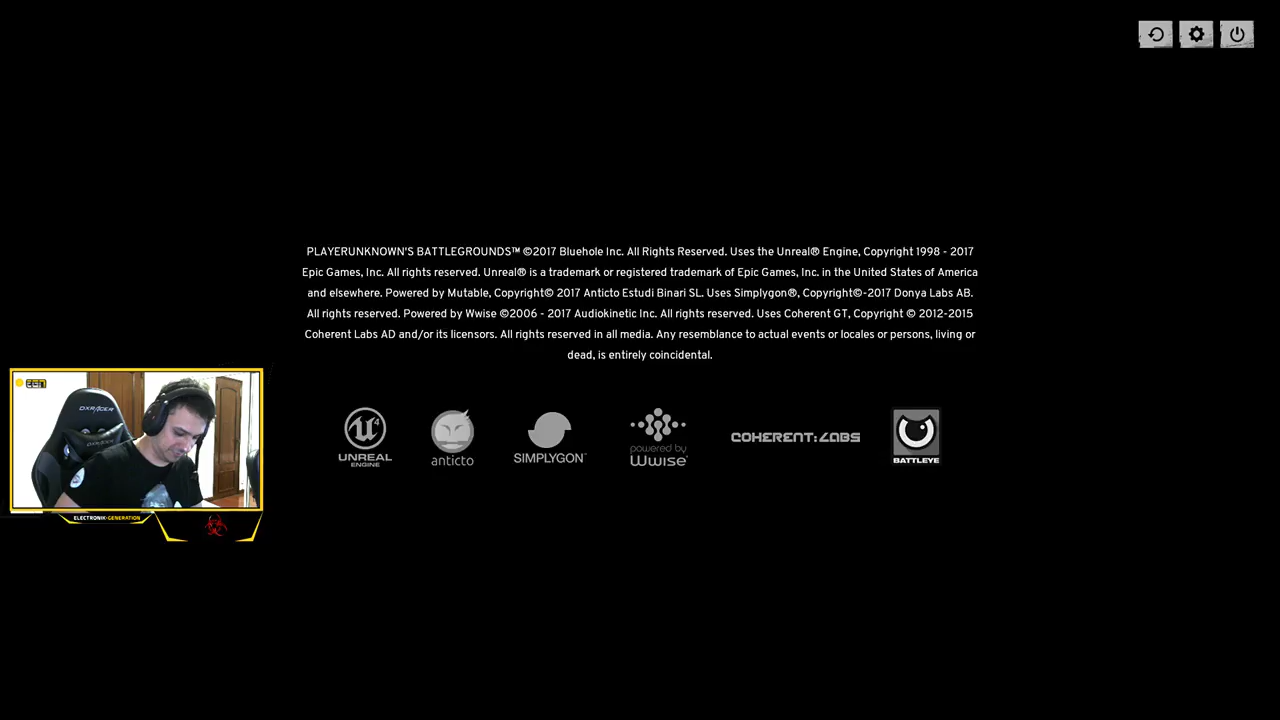 PLAYERUNKNOWN'S BATTLEGROUNDS™ ©2017 Bluehole Inc. All Rights Reserved. Uses the Unreal® Engine, Copyright 1998 - 2017
Epic Games, Inc. All rights reserved. Unreal® is a trademark or registered trademark of Epic Games, Inc. in the United States of America
and elsewhere. Powered by Mutable, Copyright© 2017 Anticto Estudi Binari SL. Uses Simplygon®, Copyright©-2017 Donya Labs AB.
All rights reserved. Powered by Wwise ©2006 - 2017 Audiokinetic Inc. All rights reserved. Uses Coherent GT, Copyright © 2012-2015
Coherent Labs AD and/or its licensors. All rights reserved in all media. Any resemblance to actual events or locales or persons, living or
dead, is entirely coincidental.
DXRACER
UNREAL
ENGINE
anticto
SIMPLYGON
powered by
wwise
COHERENT:LABS
BATTLEYE
ELECTRONIK-GENERATION